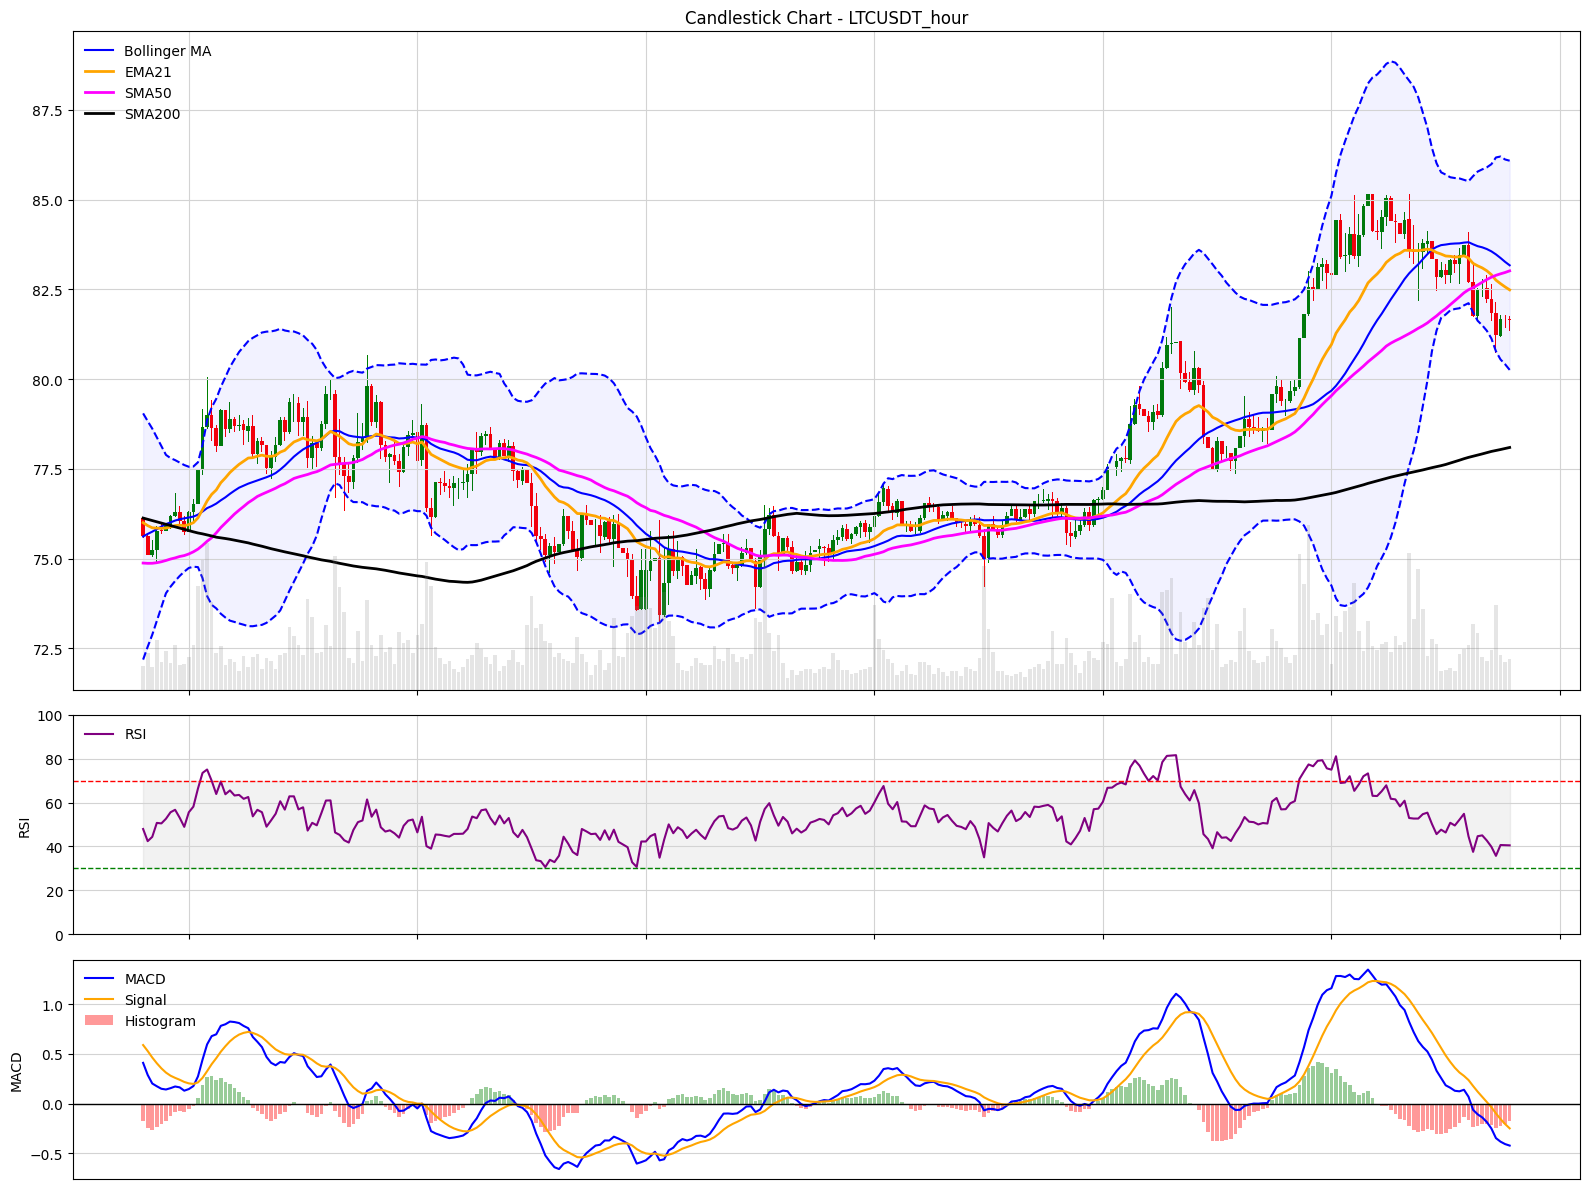 Candlestick Chart - LTCUSDT_hour
Bollinger MA
EMA21
SMA50
SMA200
87.5
85.0
82.5
80.0
77.5
75.0
72.5
RSI
100
80
60
40
20
0
RSI
MACD
Signal
Histogram
1.0
0.5
0.0
−0.5
MACD